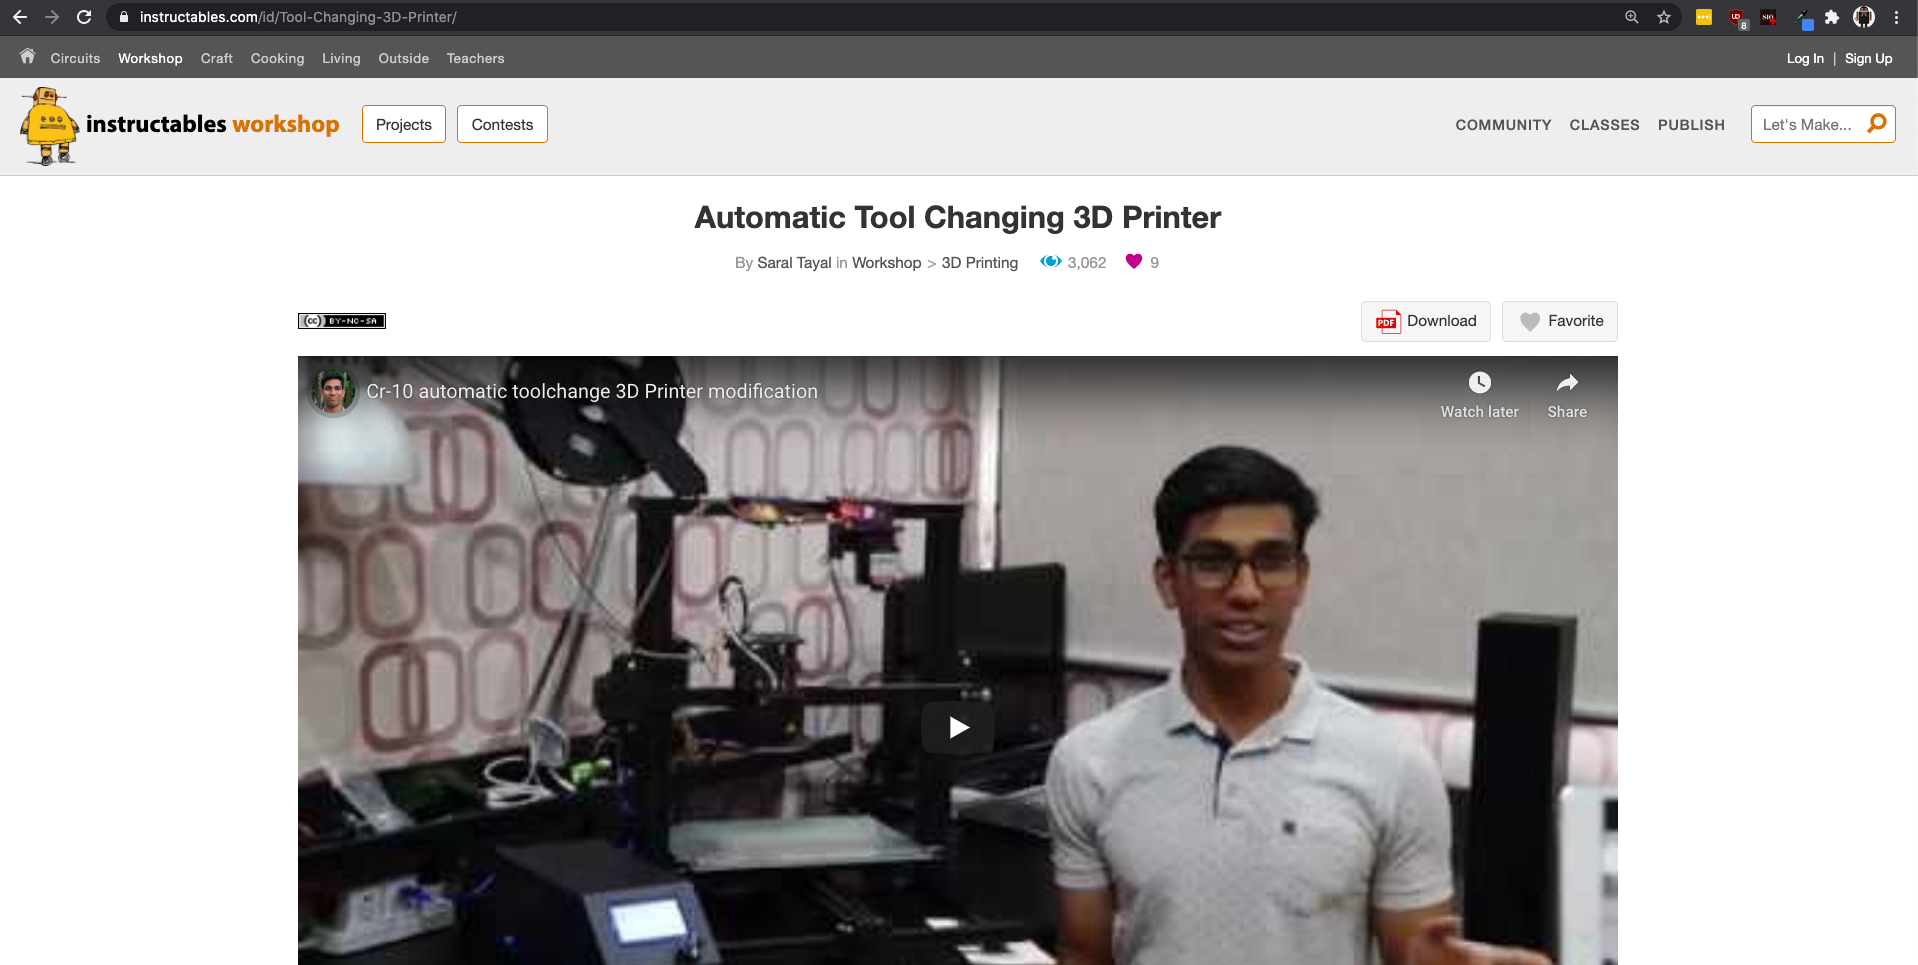 instructables.com/id/Tool-Changing-3D-Printer/
8
Circuits Workshop Craft Cooking Living Outside Teachers
Log In | Sign Up
instructables workshop
Projects
Contests
COMMUNITY CLASSES PUBLISH
Let's Make...
Automatic Tool Changing 3D Printer
By Saral Tayal in Workshop > 3D Printing 3,062 9
(cc) BY-NC-SA
PDF Download
Favorite
Cr-10 automatic toolchange 3D Printer modification
Watch later
Share